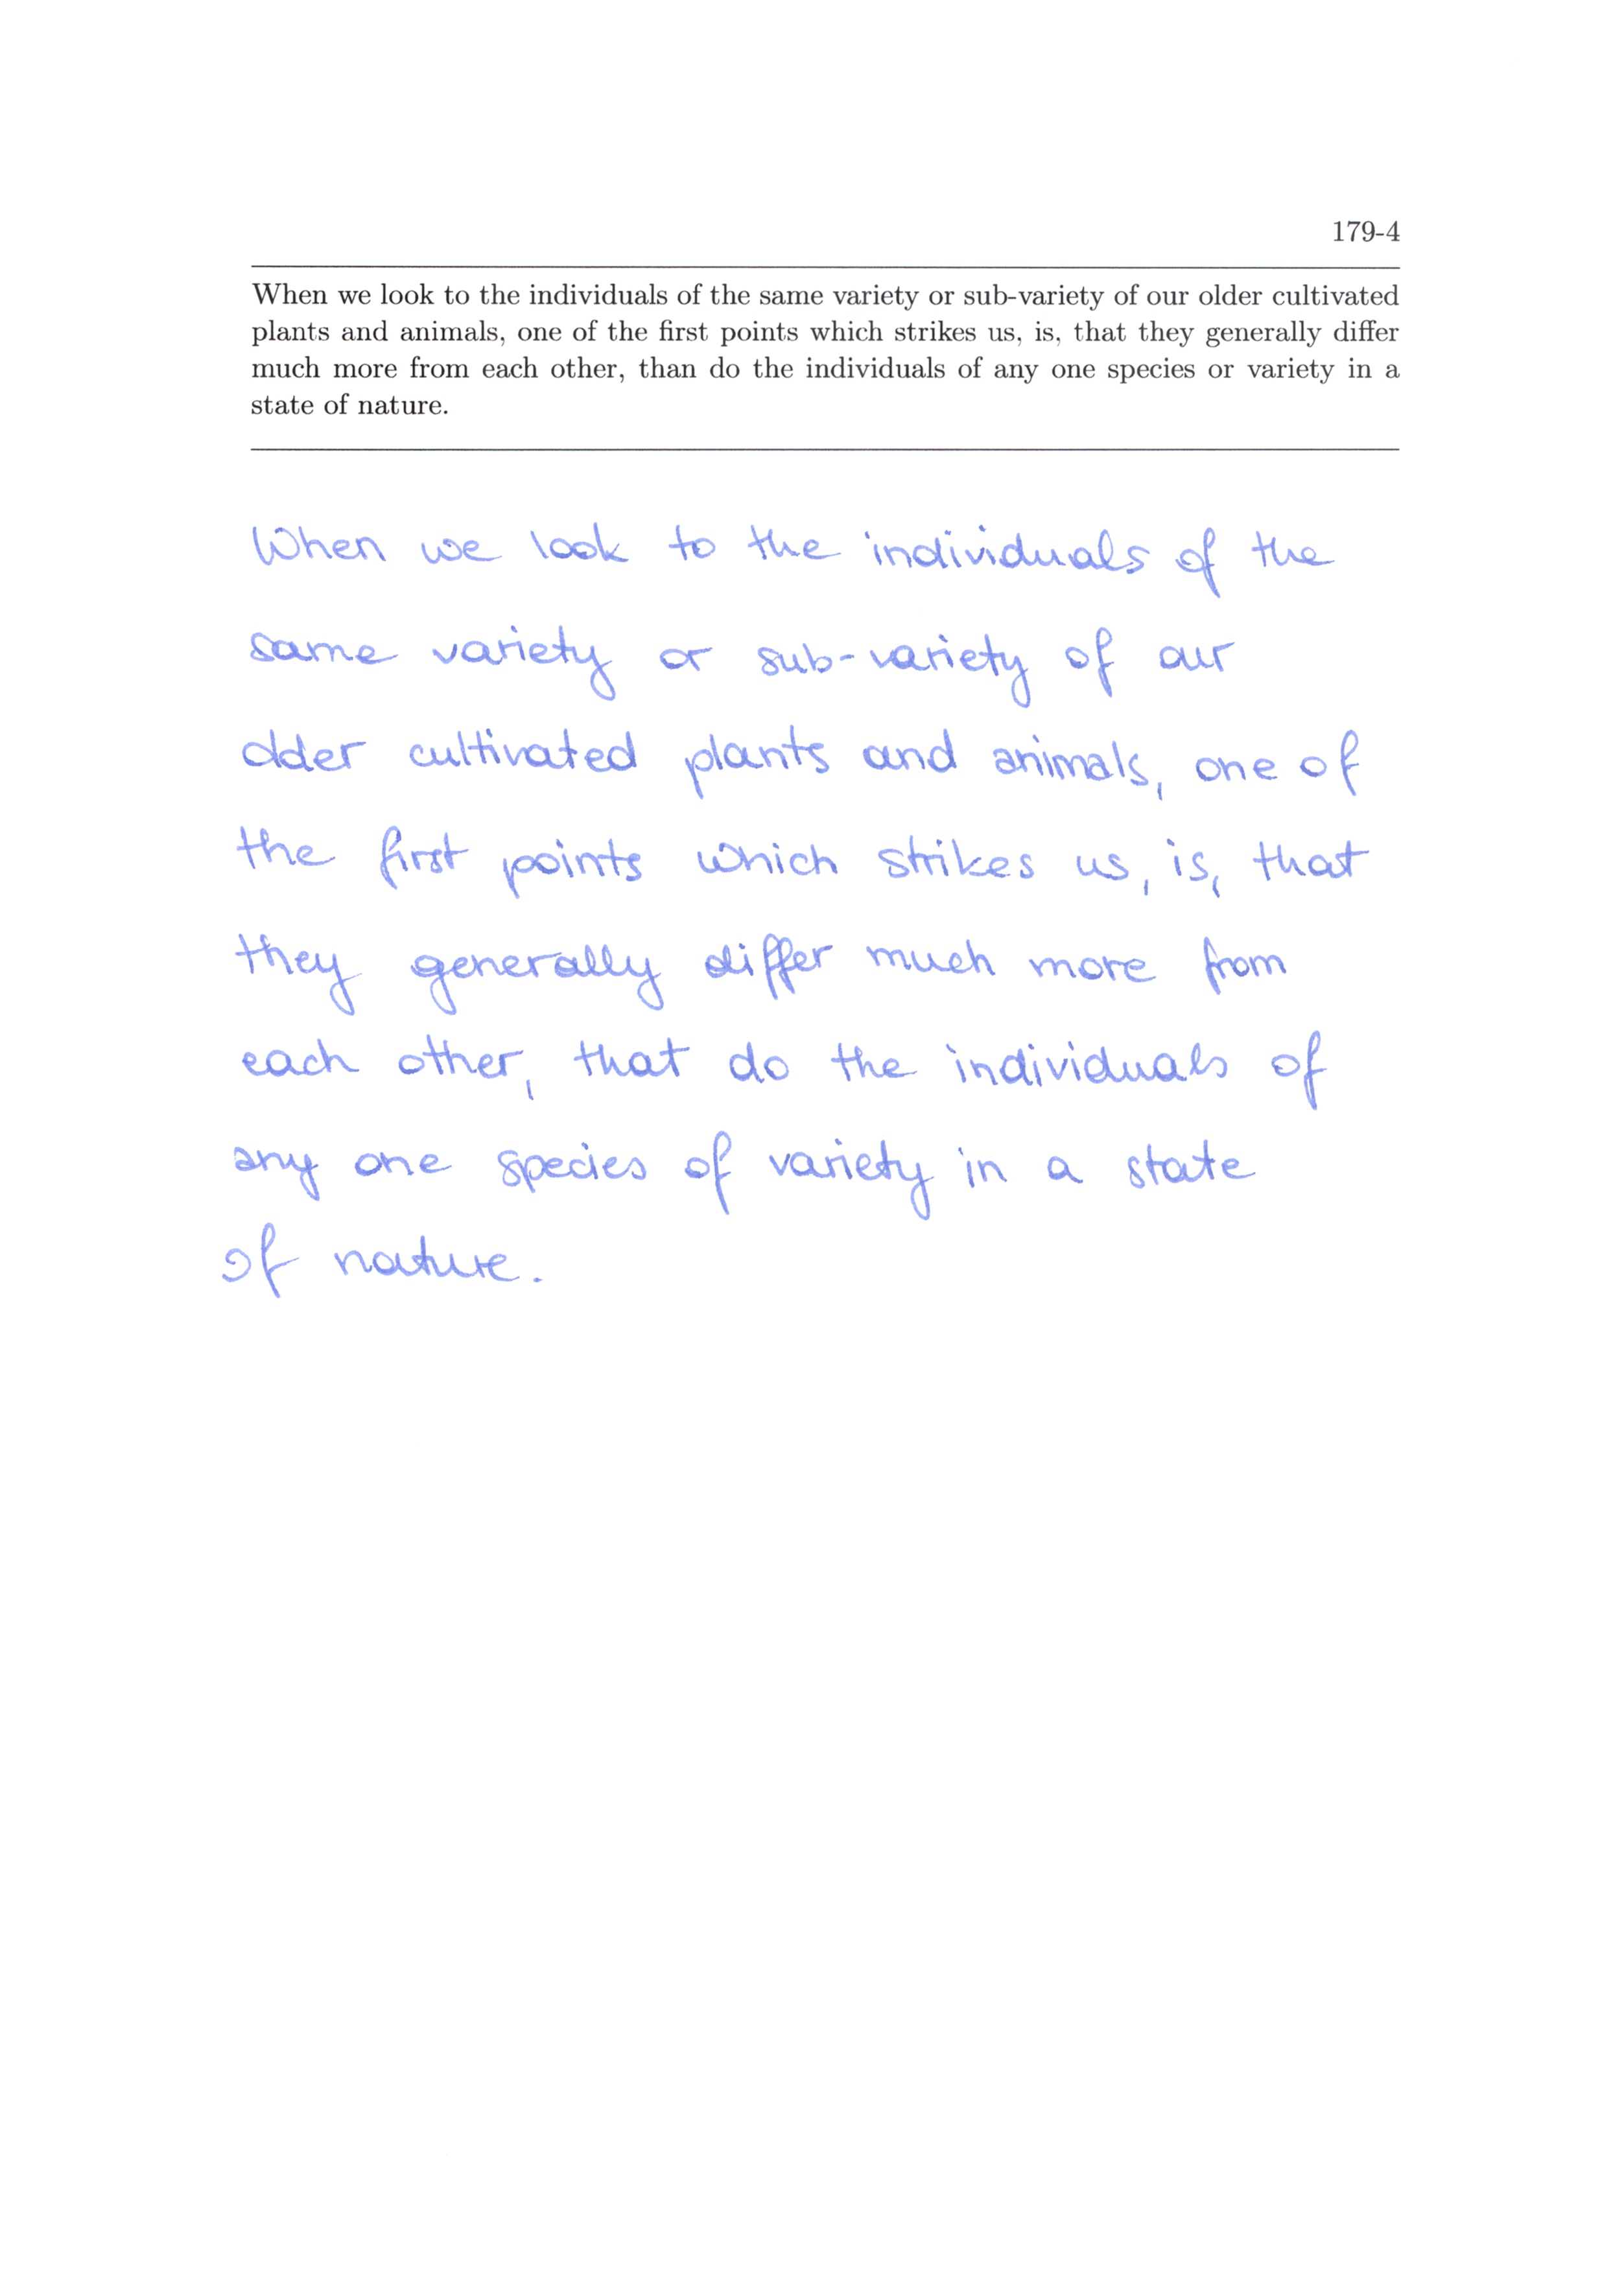 179-4
When we look to the individuals of the same variety or sub-variety of our older cultivated
plants and animals, one of the first points which strikes us, is, that they generally differ
much more from each other, than do the individuals of any one species or variety in a
state of nature.
When we look to the individuals of the
same variety or sub-variety of our
older cultivated plants and animals, one of
the first points which strikes us, is, that
they generally differ much more from
each other, that do the individuals of
any one species of variety in a state
of nature.